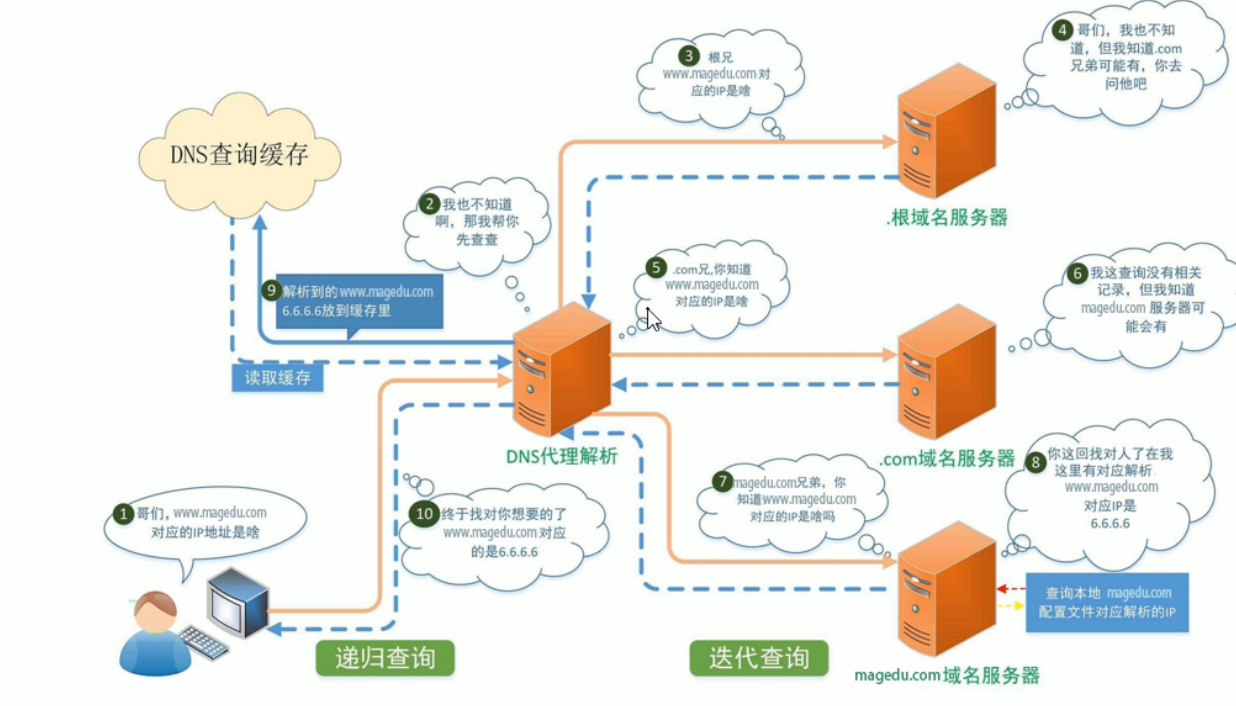 3 根兄
www.magedu.com 对
应的IP是啥
4 哥们，我也不知
道，但我知道.com
兄弟可能有，你去
问他吧
DNS查询缓存
.根域名服务器
2 我也不知道
啊，那我帮你
先查查
5 .com兄,你知道
www.magedu.com
对应的IP是啥
6 我这查询没有相关
记录，但我知道
magedu.com 服务器可
能会有
9 解析到的www.magedu.com
6.6.6.6放到缓存里
读取缓存
DNS代理解析
.com域名服务器
7 magedu.com兄弟，你
知道www.magedu.com
对应的IP是啥吗
8 你这回找对人了在我
这里有对应解析.
www.magedu.com
对应IP是
6.6.6.6
1 哥们，www.magedu.com
对应的IP地址是啥
10 终于找对你想要的了
www.magedu.com 对应
的是6.6.6.6
查询本地 magedu.com
配置文件对应解析的IP
递归查询
迭代查询
magedu.com 域名服务器